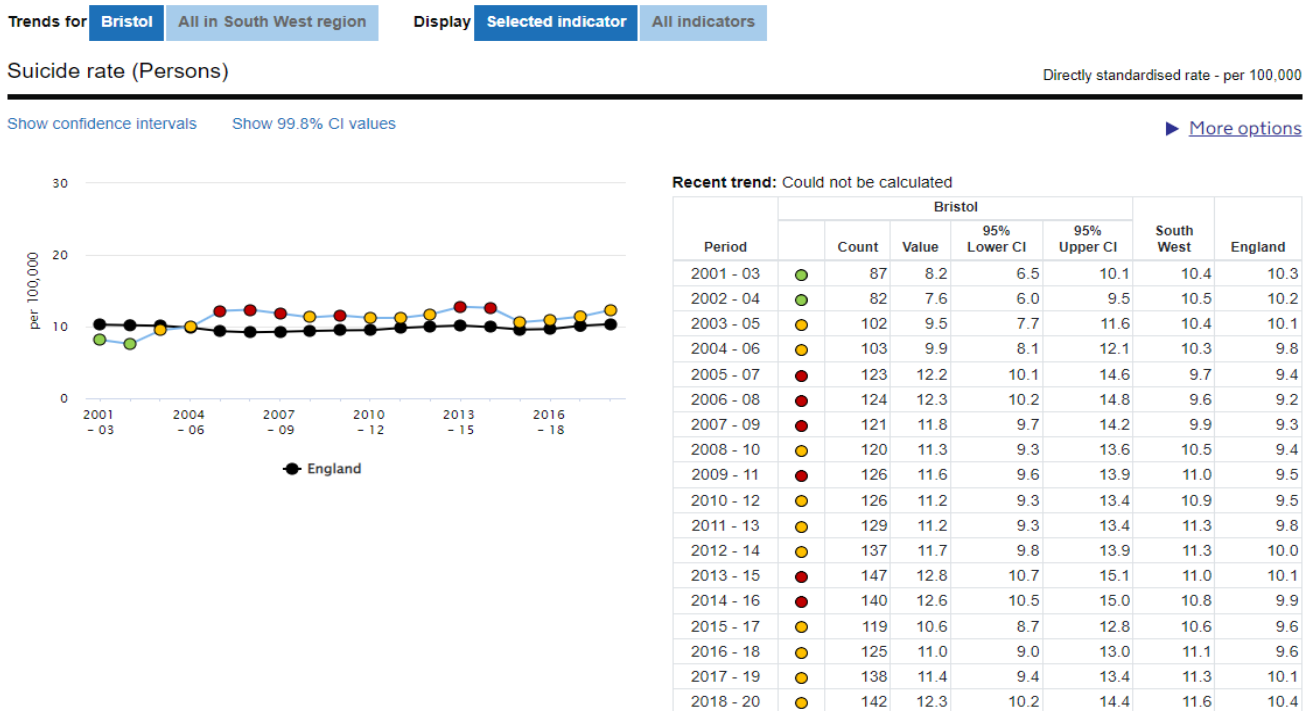 Trends for Bristol All in South West region Display Selected indicator All indicators
Suicide rate (Persons) Directly standardised rate - per 100,000
Show confidence intervals Show 99.8% CI values ► More options
30
20
10
0
per 100,000
2001 - 03
2004 - 06
2007 - 09
2010 - 12
2013 - 15
2016 - 18
England
Recent trend: Could not be calculated
Bristol
Period Count Value 95% Lower CI 95% Upper CI South West England
2001 - 03 87 8.2 6.5 10.1 10.4 10.3
2002 - 04 82 7.6 6.0 9.5 10.5 10.2
2003 - 05 102 9.5 7.7 11.6 10.4 10.1
2004 - 06 103 9.9 8.1 12.1 10.3 9.8
2005 - 07 123 12.2 10.1 14.6 9.7 9.4
2006 - 08 124 12.3 10.2 14.8 9.6 9.2
2007 - 09 121 11.8 9.7 14.2 9.9 9.3
2008 - 10 120 11.3 9.3 13.6 10.5 9.4
2009 - 11 126 11.6 9.6 13.9 11.0 9.5
2010 - 12 126 11.2 9.3 13.4 10.9 9.5
2011 - 13 129 11.2 9.3 13.4 11.3 9.8
2012 - 14 137 11.7 9.8 13.9 11.3 10.0
2013 - 15 147 12.8 10.7 15.1 11.0 10.1
2014 - 16 140 12.6 10.5 15.0 10.8 9.9
2015 - 17 119 10.6 8.7 12.8 10.6 9.6
2016 - 18 125 11.0 9.0 13.0 11.1 9.6
2017 - 19 138 11.4 9.4 13.4 11.3 10.1
2018 - 20 142 12.3 10.2 14.4 11.6 10.4